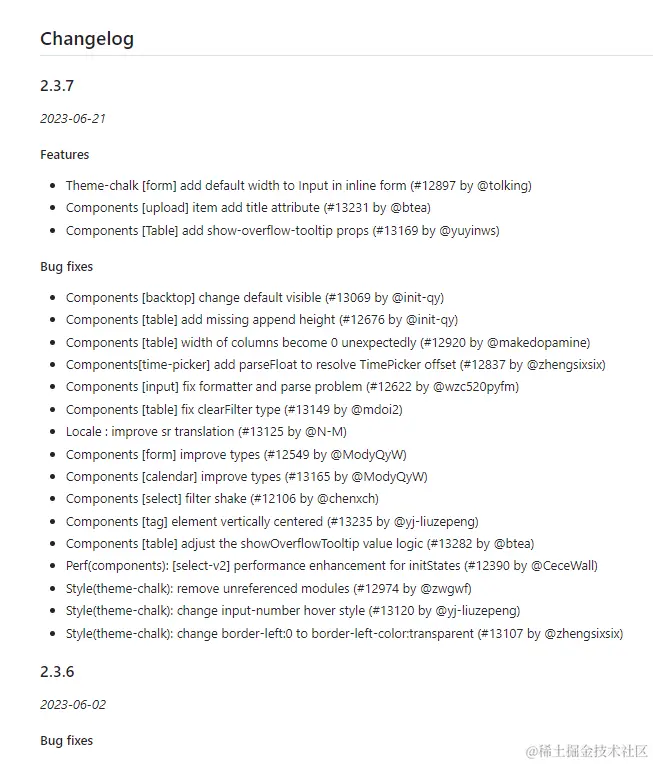 Changelog
2.3.7
2023-06-21
Features
• Theme-chalk [form] add default width to Input in inline form (#12897 by @tolking)
• Components [upload] item add title attribute (#13231 by @btea)
• Components [Table] add show-overflow-tooltip props (#13169 by @yuyinws)
Bug fixes
• Components [backtop] change default visible (#13069 by @init-qy)
• Components [table] add missing append height (#12676 by @init-qy)
• Components [table] width of columns become 0 unexpectedly (#12920 by @makedopamine)
• Components[time-picker] add parseFloat to resolve TimePicker offset (#12837 by @zhengsixsix)
• Components [input] fix formatter and parse problem (#12622 by @wzc520pyfm)
• Components [table] fix clearFilter type (#13149 by @mdoi2)
• Locale : improve sr translation (#13125 by @N-M)
• Components [form] improve types (#12549 by @ModyQyW)
• Components [calendar] improve types (#13165 by @ModyQyW)
• Components [select] filter shake (#12106 by @chenxch)
• Components [tag] element vertically centered (#13235 by @yj-liuzepeng)
• Components [table] adjust the showOverflowTooltip value logic (#13282 by @btea)
• Perf(components): [select-v2] performance enhancement for initStates (#12390 by @CeceWall)
• Style(theme-chalk): remove unreferenced modules (#12974 by @zwgwf)
• Style(theme-chalk): change input-number hover style (#13120 by @yj-liuzepeng)
• Style(theme-chalk): change border-left:0 to border-left-color:transparent (#13107 by @zhengsixsix)
2.3.6
2023-06-02
Bug fixes
@稀土掘金技术社区